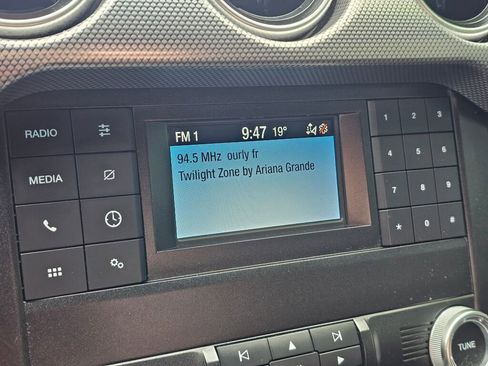 RADIO
MEDIA
FM 1 9:47 19°
94.5 MHz ourly fr
Twilight Zone by Ariana Grande
1 2 3
4 5 6
7 8 9
* 0 #
TUNE